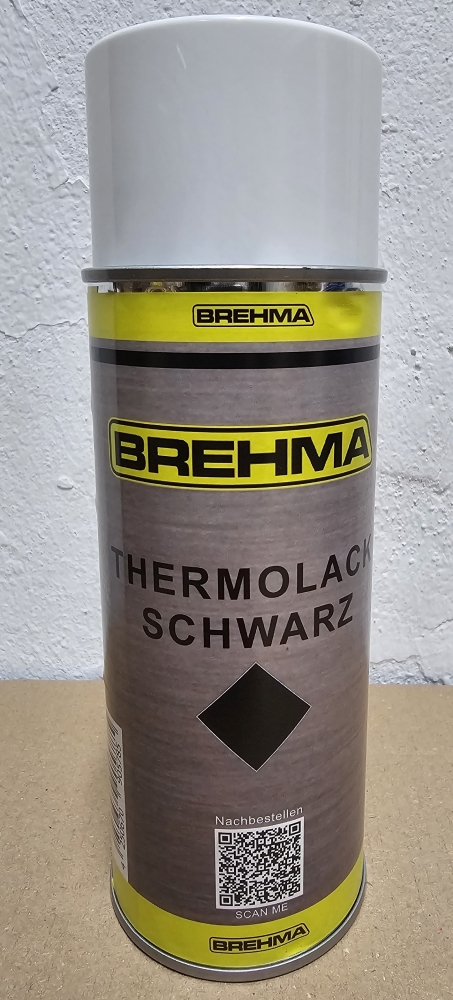 BREHMA
BREHMA
THERMOLACK
SCHWARZ
Nachbestellen
SCAN ME
BREHMA